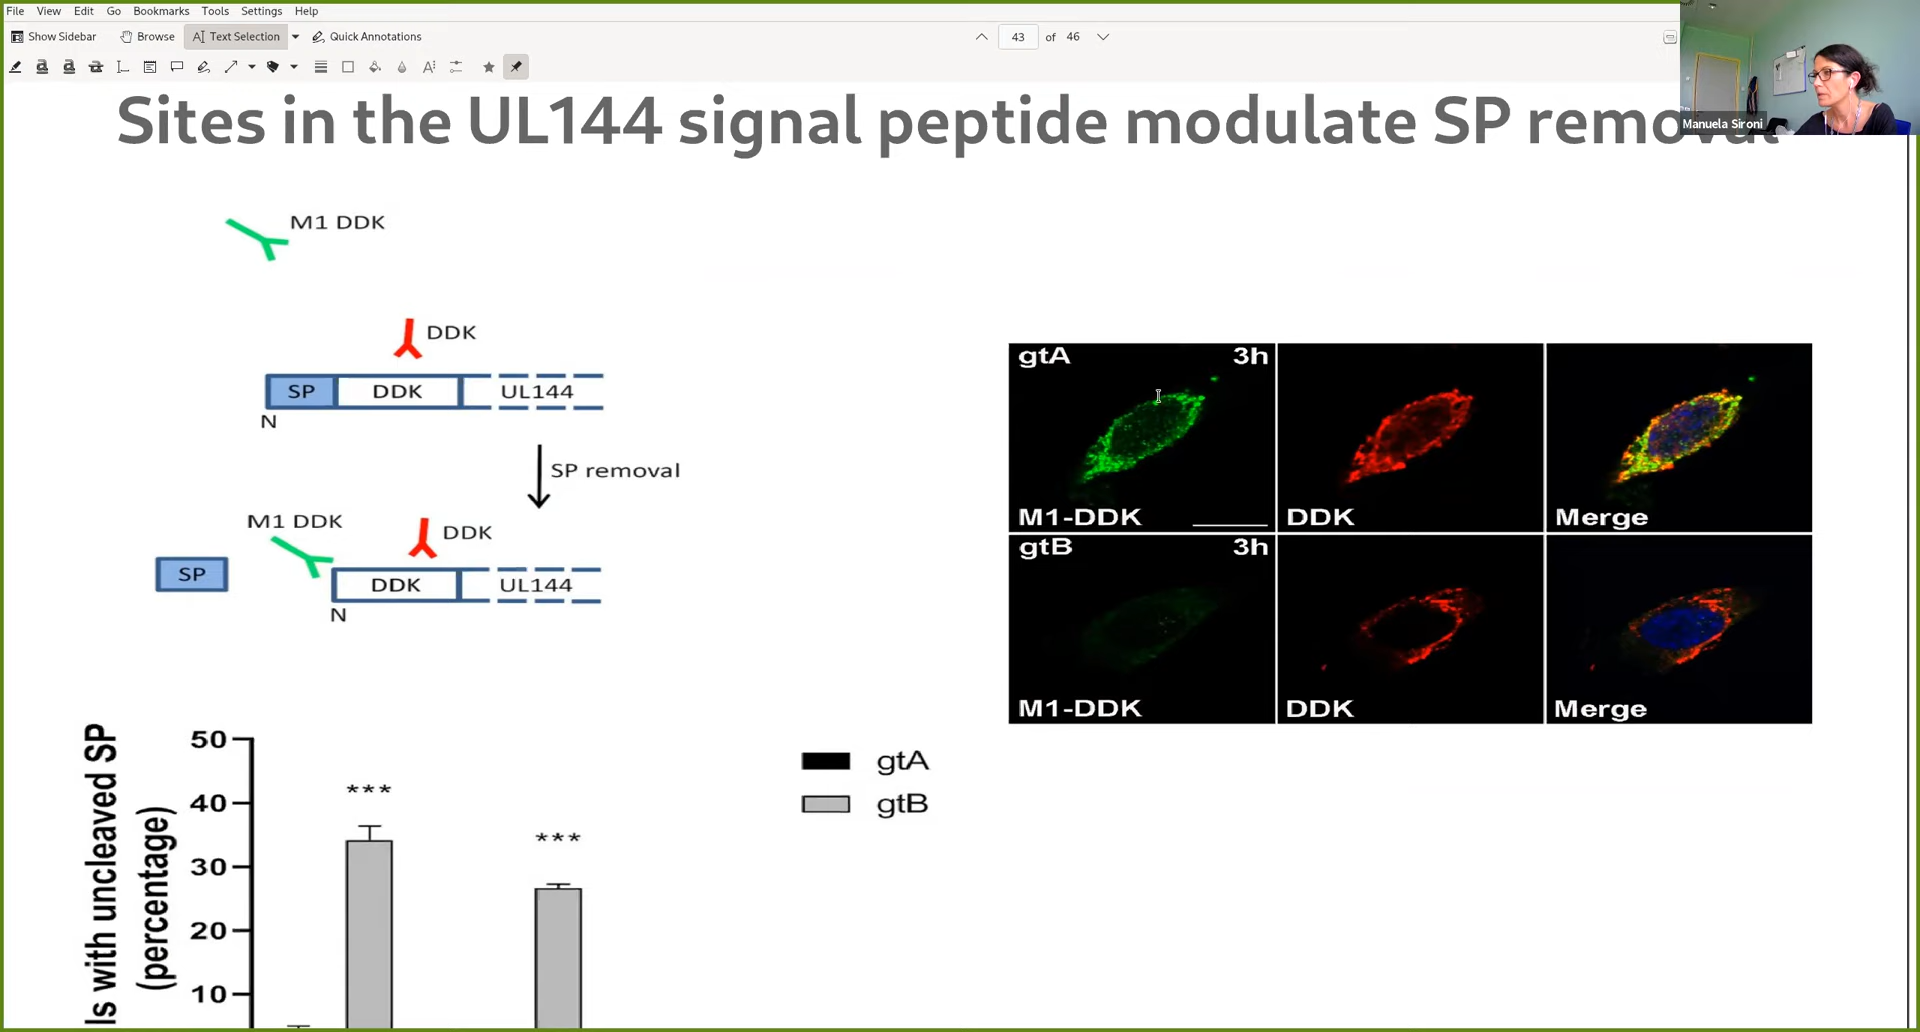 File View Edit Go Bookmarks Tools Settings Help
Show Sidebar Browse Text Selection Quick Annotations 43 of 46
Manuela Sironi
Sites in the UL144 signal peptide modulate SP removal
M1 DDK
DDK
SP DDK UL144
N
SP removal
M1 DDK DDK
SP DDK UL144
N
gtA 3h
M1-DDK DDK Merge
gtB 3h
M1-DDK DDK Merge
ls with uncleaved SP
(percentage)
50
40
30
20
10
***
***
gtA
gtB